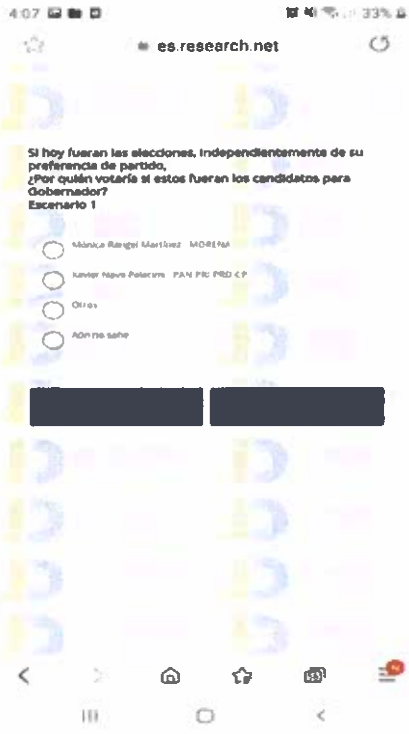 4:07 33%
es.research.net
Si hoy fueran las elecciones, independientemente de su
preferencia de partido,
¿Por quién votaría si estos fueran los candidatos para
Gobernador?
Escenario 1
Mónica Rangel Martínez MORENA
Xavier Nava Palacios PAN PRI PRD CP
Otros
Aún no sabe